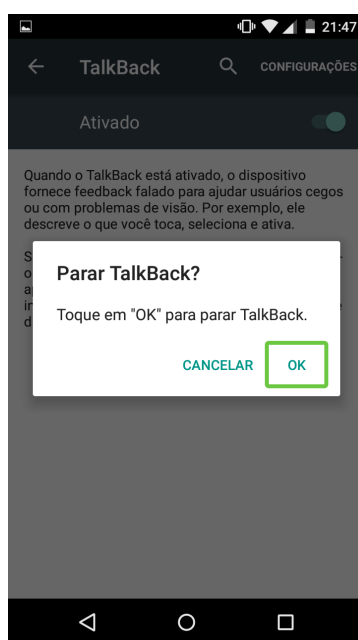 21:47
TalkBack
CONFIGURAÇÕES
Ativado
Quando o TalkBack está ativado, o dispositivo
fornece feedback falado para ajudar usuários cegos
ou com problemas de visão. Por exemplo, ele
descreve o que você toca, seleciona e ativa.
Parar TalkBack?
Toque em "OK" para parar TalkBack.
CANCELAR
OK